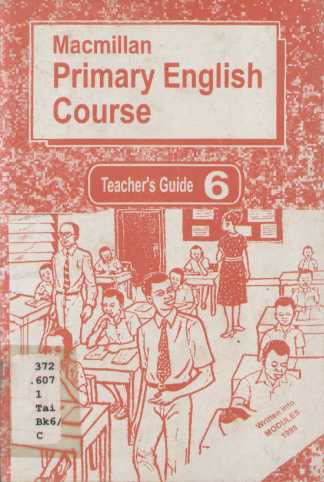 Macmillan
Primary English
Course
Teacher's Guide 6
372
.607
1
Tai
Bk6/
C
Written into
MODULES
1998